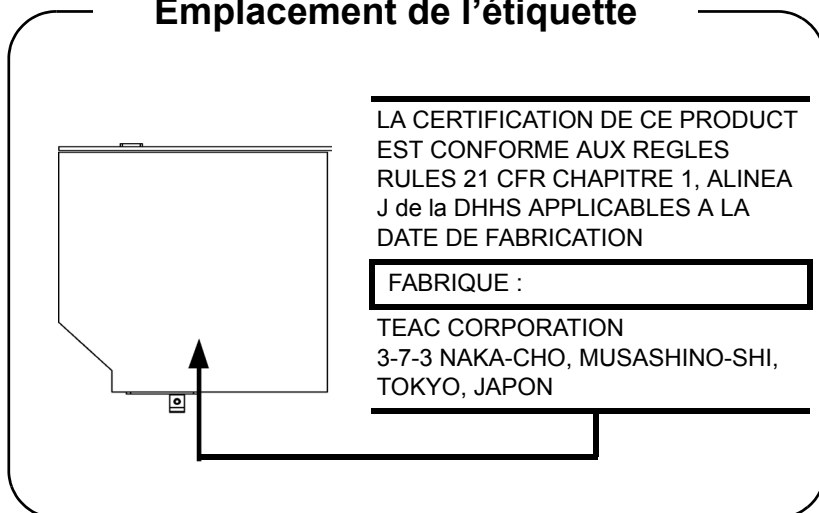 Emplacement de l’étiquette
LA CERTIFICATION DE CE PRODUCT
EST CONFORME AUX REGLES
RULES 21 CFR CHAPITRE 1, ALINEA
J de la DHHS APPLICABLES A LA
DATE DE FABRICATION
FABRIQUE :
TEAC CORPORATION
3-7-3 NAKA-CHO, MUSASHINO-SHI,
TOKYO, JAPON